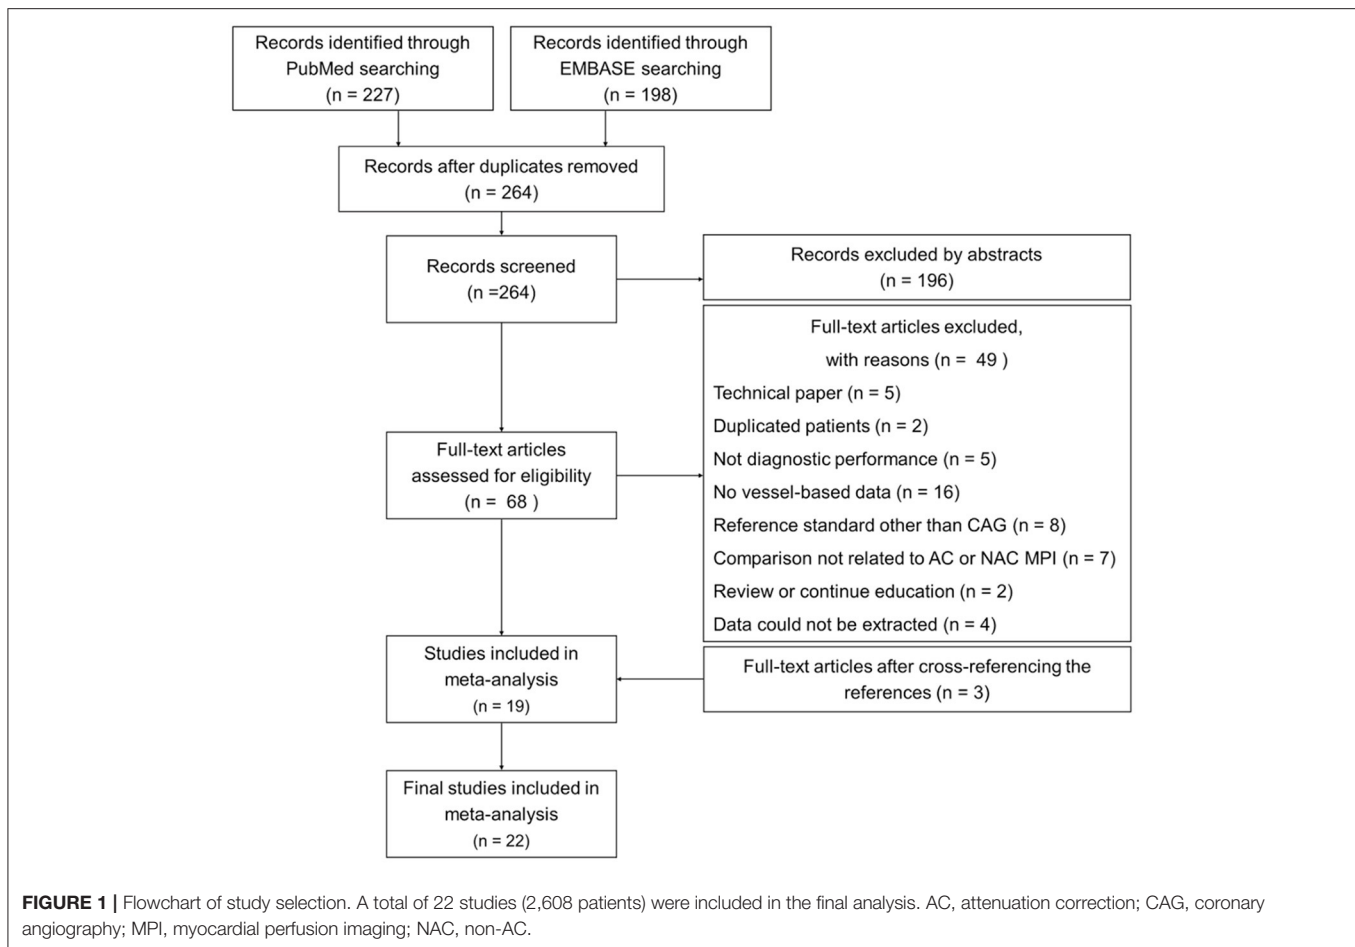 Records identified through
PubMed searching
(n = 227)
Records identified through
EMBASE searching
(n = 198)
Records after duplicates removed
(n = 264)
Records screened
(n =264)
Records excluded by abstracts
(n = 196)
Full-text articles excluded,
with reasons (n =  49 )
Technical paper (n = 5)
Duplicated patients (n = 2)
Not diagnostic performance (n = 5)
No vessel-based data (n = 16)
Reference standard other than CAG (n = 8)
Comparison not related to AC or NAC MPI (n = 7)
Review or continue education (n = 2)
Data could not be extracted (n = 4)
Full-text articles
assessed for eligibility
(n =  68 )
Studies included in
meta-analysis
(n = 19)
Full-text articles after cross-referencing the
references (n = 3)
Final studies included in
meta-analysis
(n = 22)
FIGURE 1 | Flowchart of study selection. A total of 22 studies (2,608 patients) were included in the final analysis. AC, attenuation correction; CAG, coronary
angiography; MPI, myocardial perfusion imaging; NAC, non-AC.